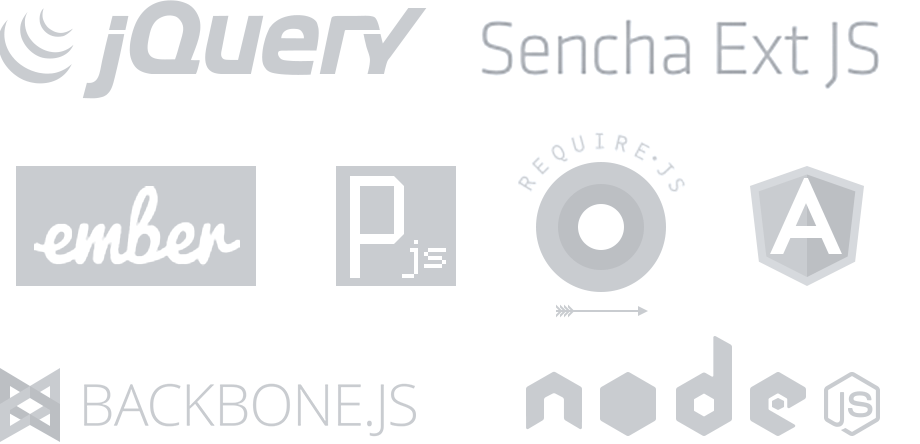 jQuery
Sencha Ext JS
ember
P js
REQUIRE•JS
A
BACKBONE.JS
node JS